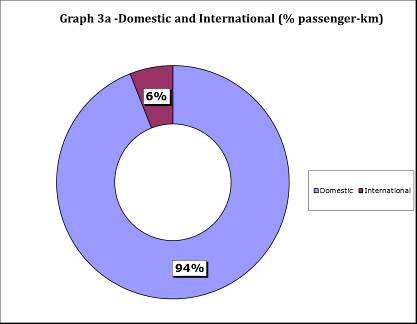 Graph 3a -Domestic and International (% passenger-km)
6%
Domestic International
94%